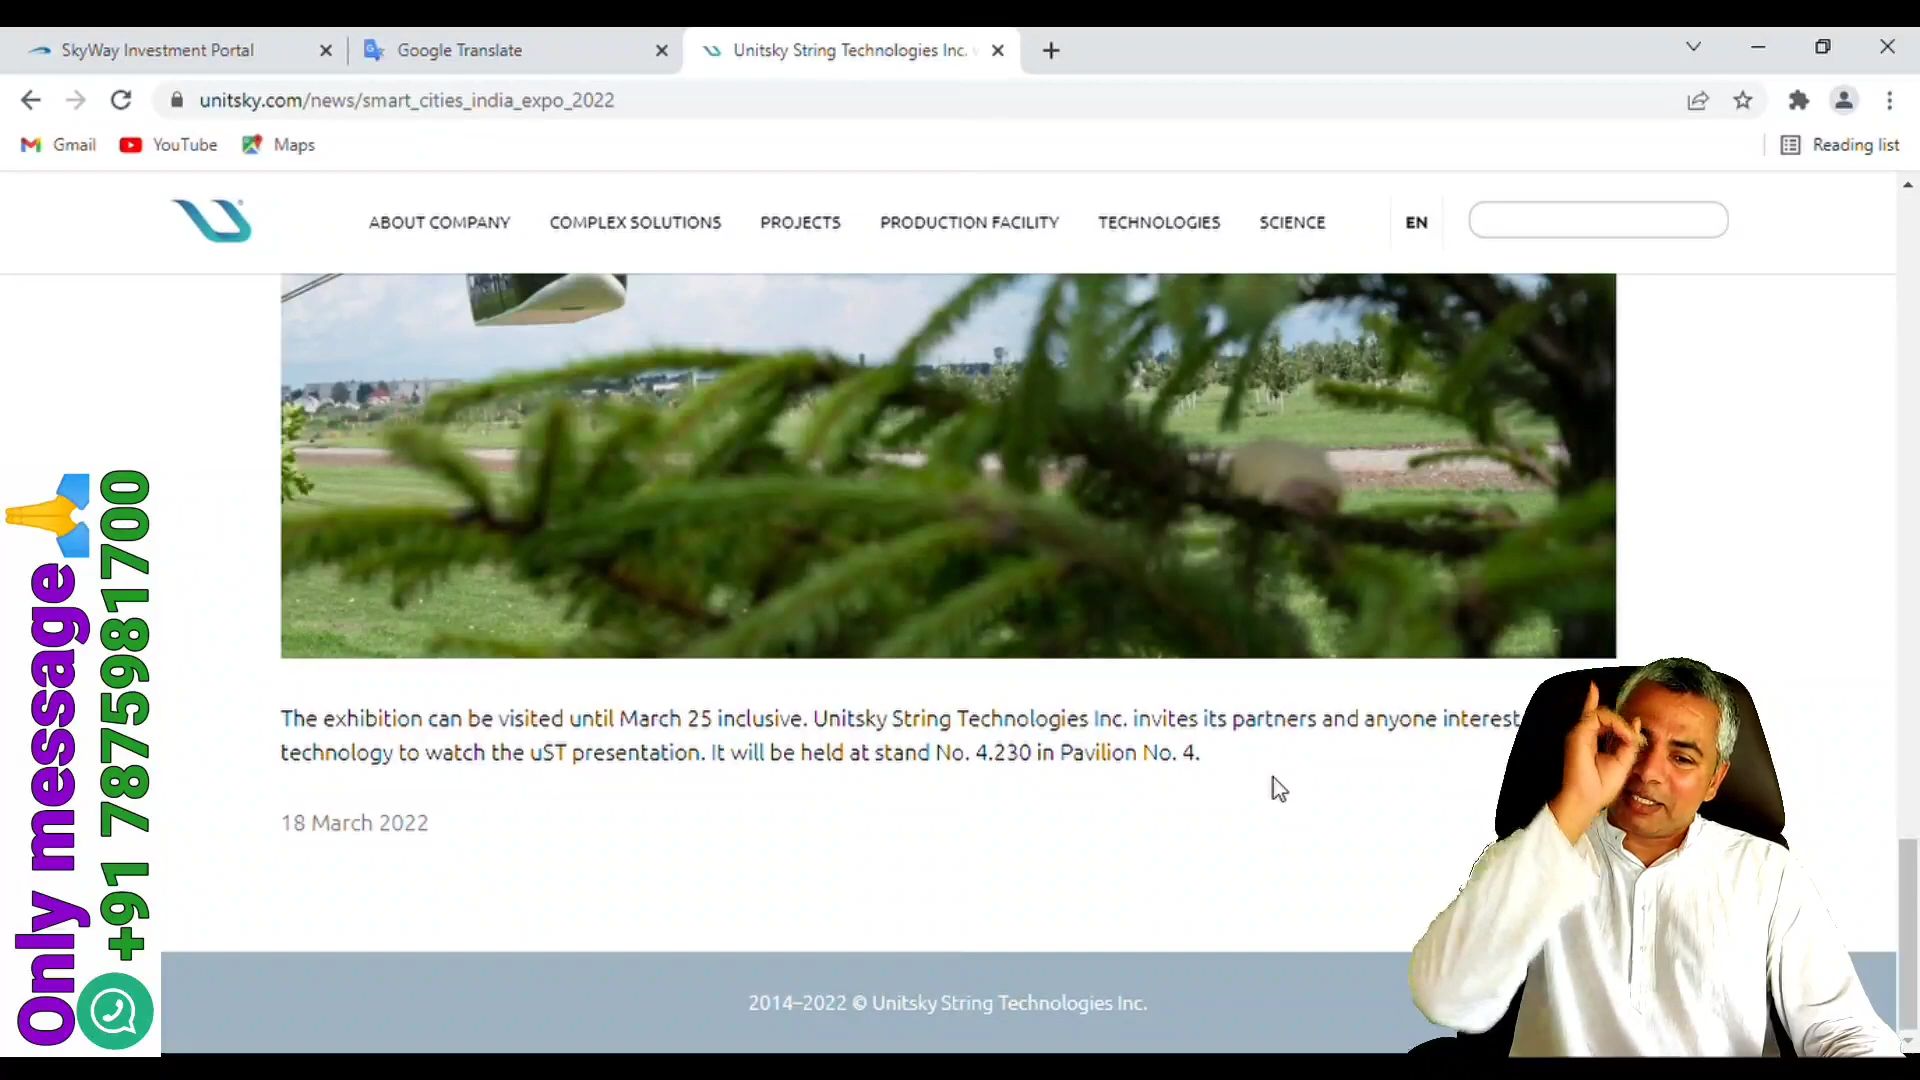 SkyWay Investment Portal
Google Translate
Unitsky String Technologies Inc.
unitsky.com/news/smart_cities_india_expo_2022
Gmail
YouTube
Maps
Reading list
ABOUT COMPANY
COMPLEX SOLUTIONS
PROJECTS
PRODUCTION FACILITY
TECHNOLOGIES
SCIENCE
EN
The exhibition can be visited until March 25 inclusive. Unitsky String Technologies Inc. invites its partners and anyone interest
technology to watch the uST presentation. It will be held at stand No. 4.230 in Pavilion No. 4.
18 March 2022
2014–2022 © Unitsky String Technologies Inc.
Only message
+91 7875981700